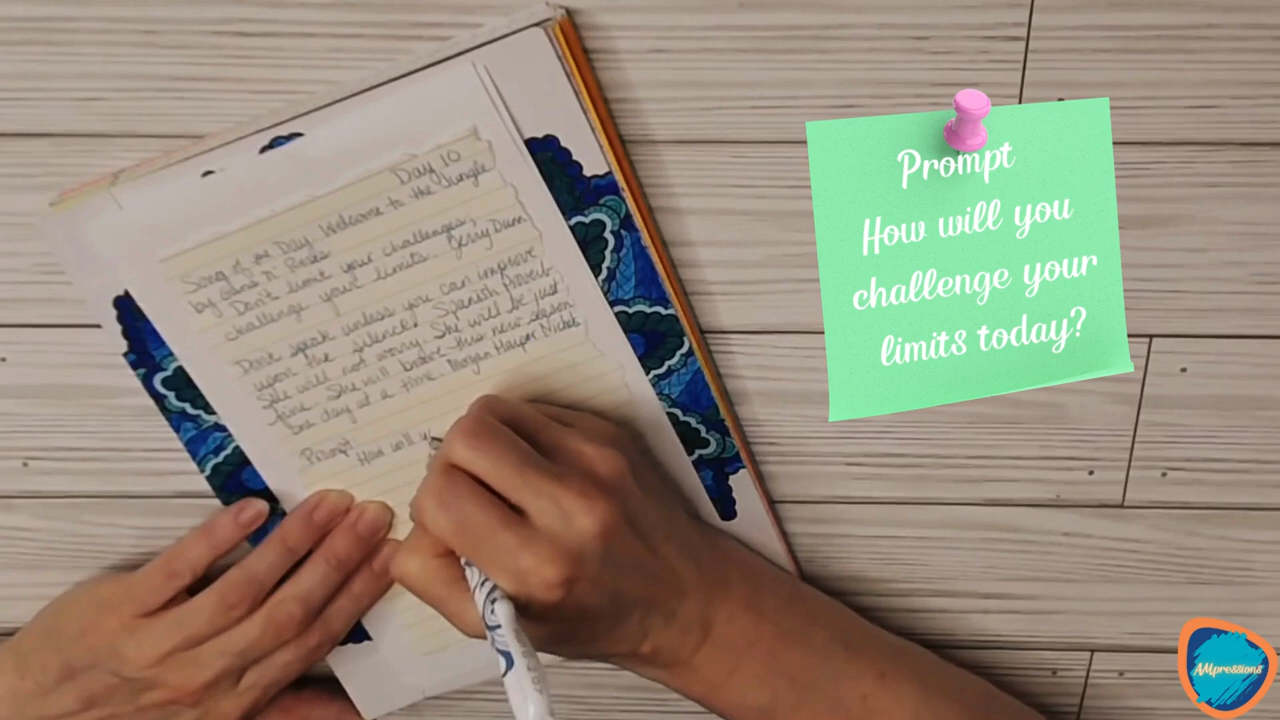 Day 10
Song of the Day Welcome to the Jungle
by Guns N' Roses
Don't limit your challenges,
challenge your limits. Jerry Dunn
Don't speak unless you can improve
upon the silence. Spanish Proverb
She will not worry. She will be just
fine. She will brave this new season
one day at a time. Morgan Harper Nichols
Prompt
How will
Prompt
How will you
challenge your
limits today?
AMpressions